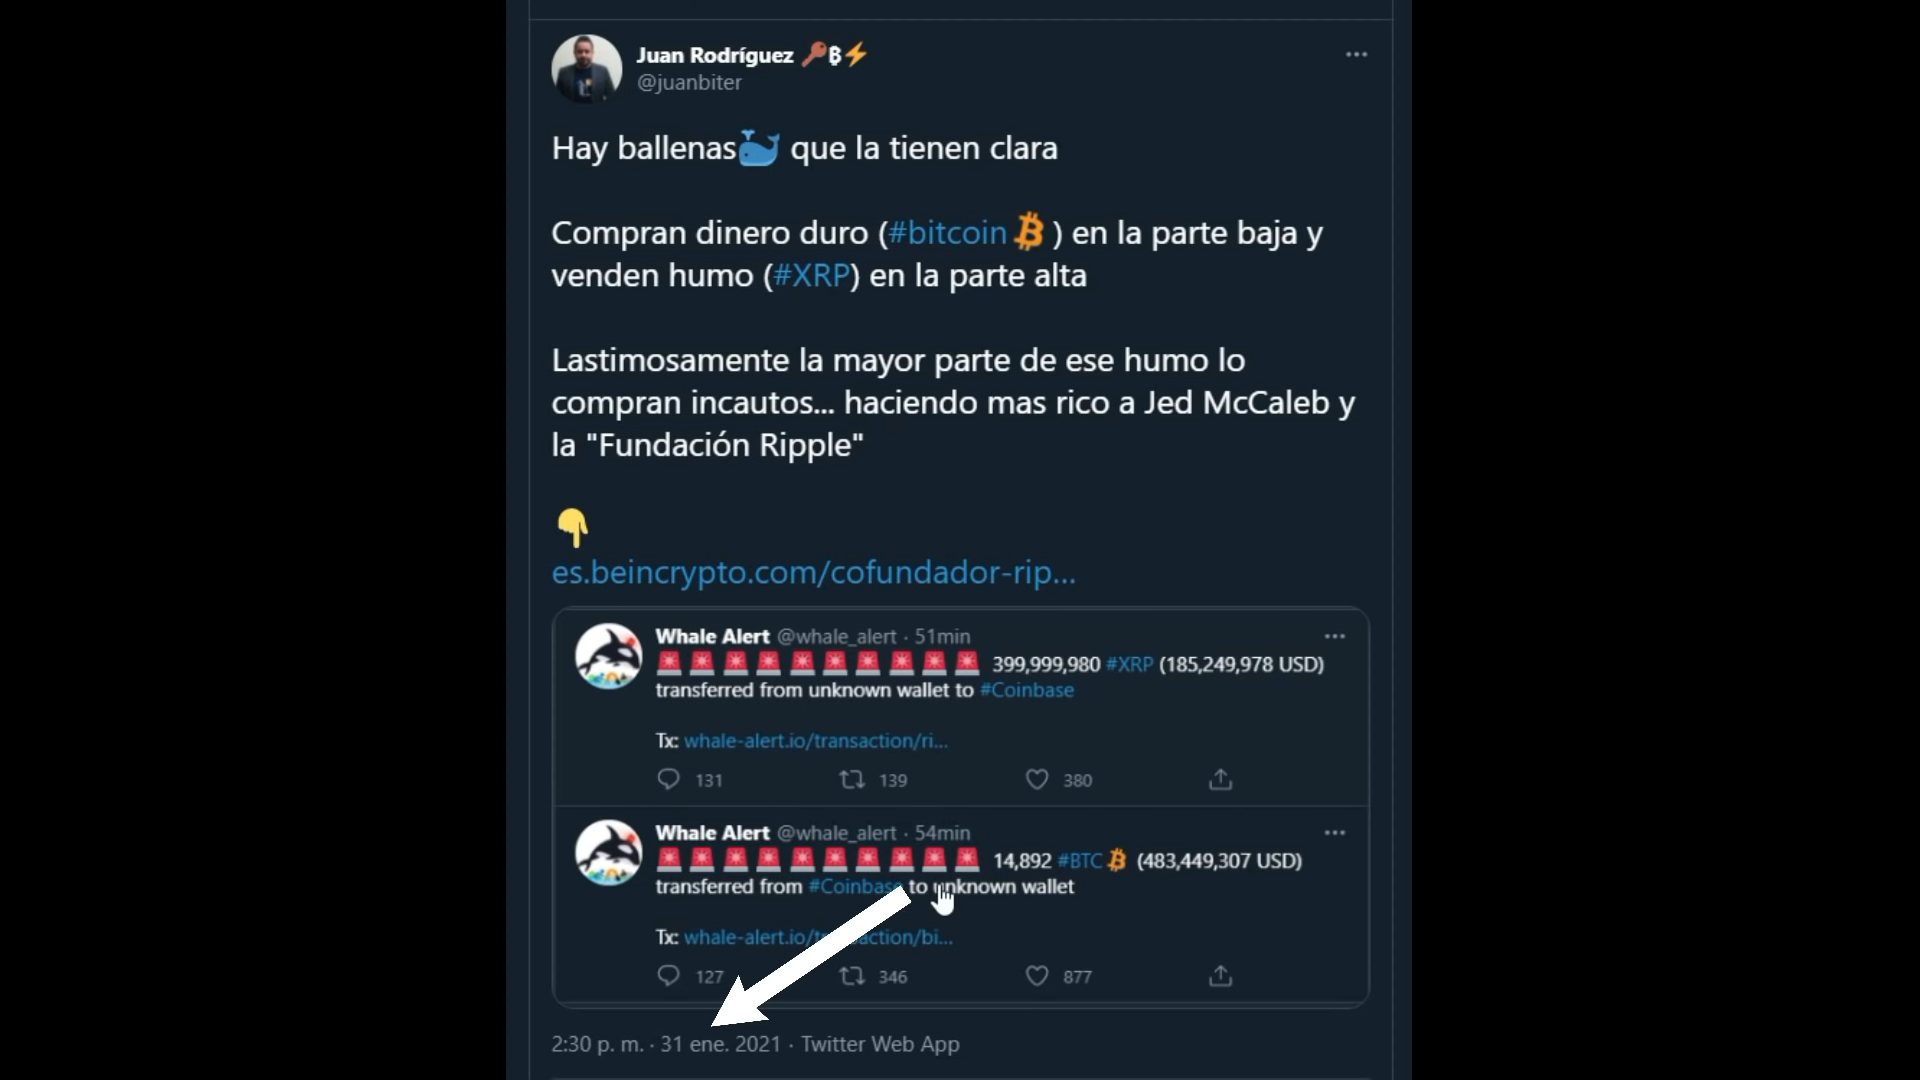 Juan Rodríguez 🔑₿⚡
@juanbiter
Hay ballenas🐳 que la tienen clara
Compran dinero duro (#bitcoin ₿ ) en la parte baja y
venden humo (#XRP) en la parte alta
Lastimosamente la mayor parte de ese humo lo
compran incautos... haciendo mas rico a Jed McCaleb y
la "Fundación Ripple"
👇
es.beincrypto.com/cofundador-rip...
Whale Alert @whale_alert · 51min
🚨🚨🚨🚨🚨🚨🚨🚨🚨🚨 399,999,980 #XRP (185,249,978 USD)
transferred from unknown wallet to #Coinbase
Tx: whale-alert.io/transaction/ri...
131 139 380
Whale Alert @whale_alert · 54min
🚨🚨🚨🚨🚨🚨🚨🚨🚨🚨 14,892 #BTC ₿ (483,449,307 USD)
transferred from #Coinbase to unknown wallet
Tx: whale-alert.io/transaction/bi...
127 346 877
2:30 p. m. · 31 ene. 2021 · Twitter Web App